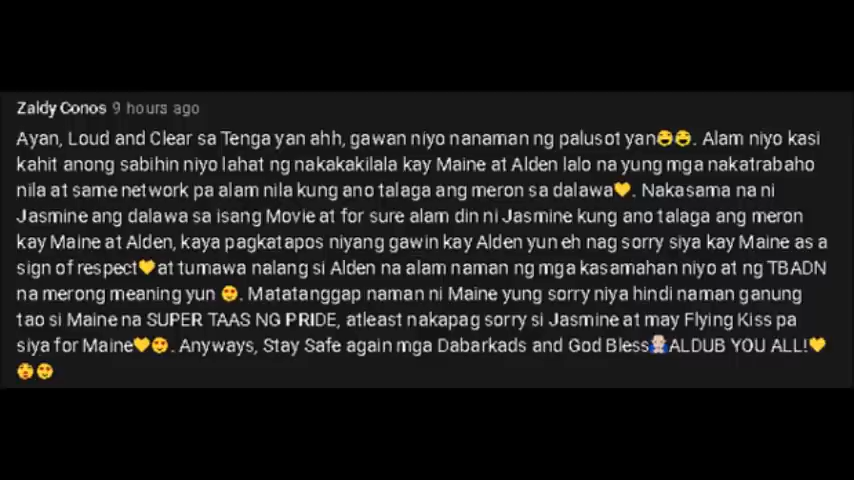 Zaldy Conos 9 hours ago
Ayan, Loud and Clear sa Tenga yan ahh, gawan niyo nanaman ng palusot yan😄😄. Alam niyo kasi
kahit anong sabihin niyo lahat ng nakakakilala kay Maine at Alden lalo na yung mga nakatrabaho
nila at same network pa alam nila kung ano talaga ang meron sa dalawa💛. Nakasama na ni
Jasmine ang dalawa sa isang Movie at for sure alam din ni Jasmine kung ano talaga ang meron
kay Maine at Alden, kaya pagkatapos niyang gawin kay Alden yun eh nag sorry siya kay Maine as a
sign of respect💛at tumawa nalang si Alden na alam naman ng mga kasamahan niyo at ng TBADN
na merong meaning yun 😍. Matatanggap naman ni Maine yung sorry niya hindi naman ganung
tao si Maine na SUPER TAAS NG PRIDE, atleast nakapag sorry si Jasmine at may Flying Kiss pa
siya for Maine💛😍. Anyways, Stay Safe again mga Dabarkads and God Bless🙏ALDUB YOU ALL!💛
😘😍